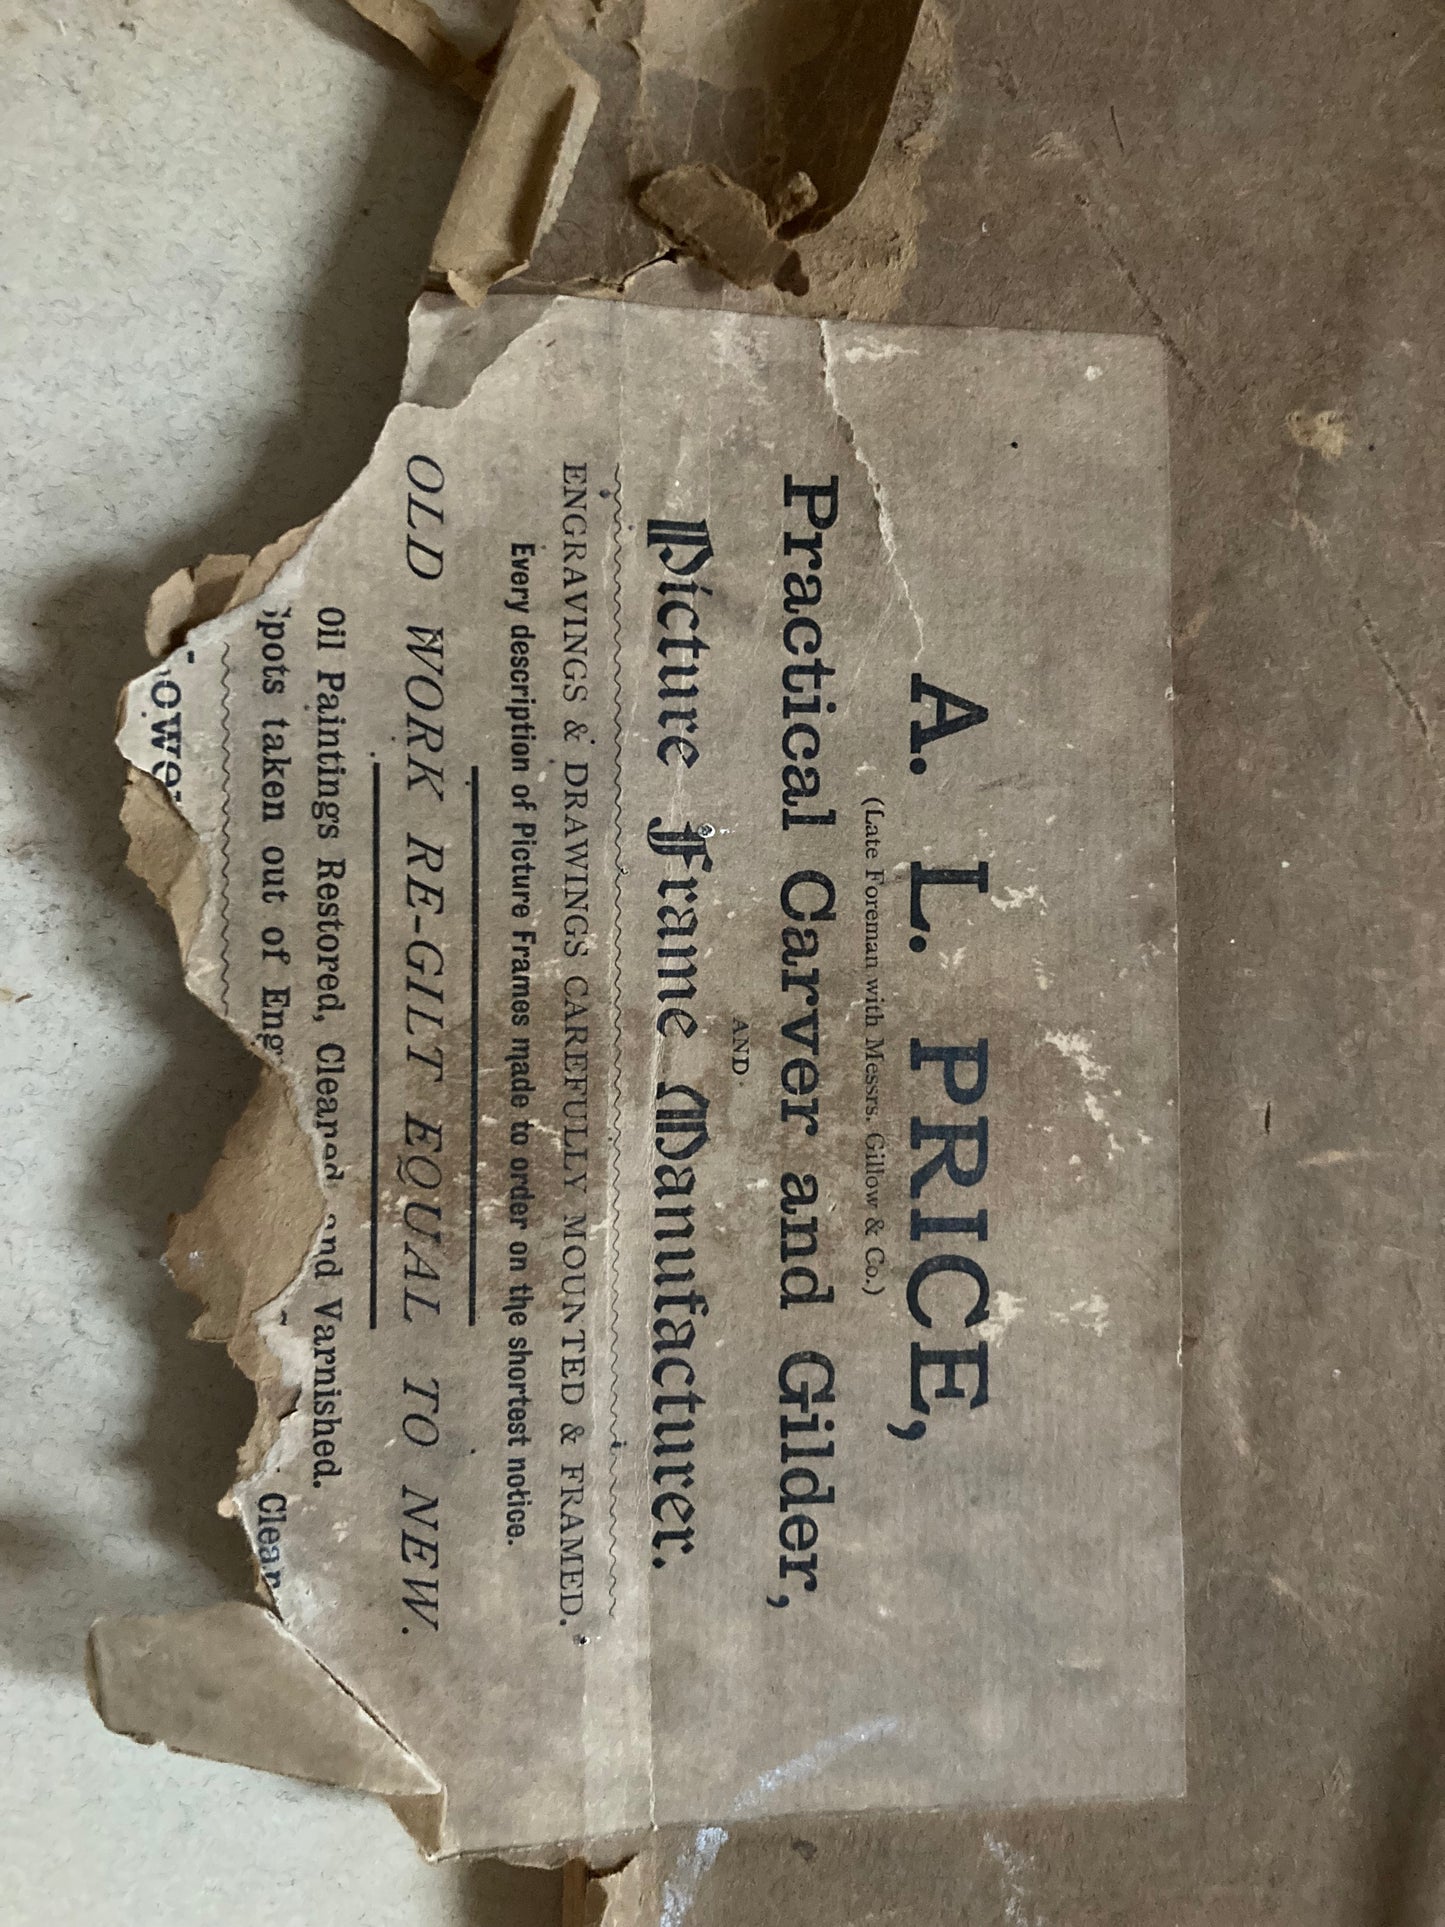 A. L. PRICE,
(Late Foreman with Messrs. Gillow & Co.)
Practical Carver and Gilder,
AND
Picture Frame Manufacturer.
ENGRAVINGS & DRAWINGS CAREFULLY MOUNTED & FRAMED.
Every description of Picture Frames made to order on the shortest notice.
OLD WORK RE-GILT EQUAL TO NEW.
Oil Paintings Restored, Cleaned and Varnished.
taken out of